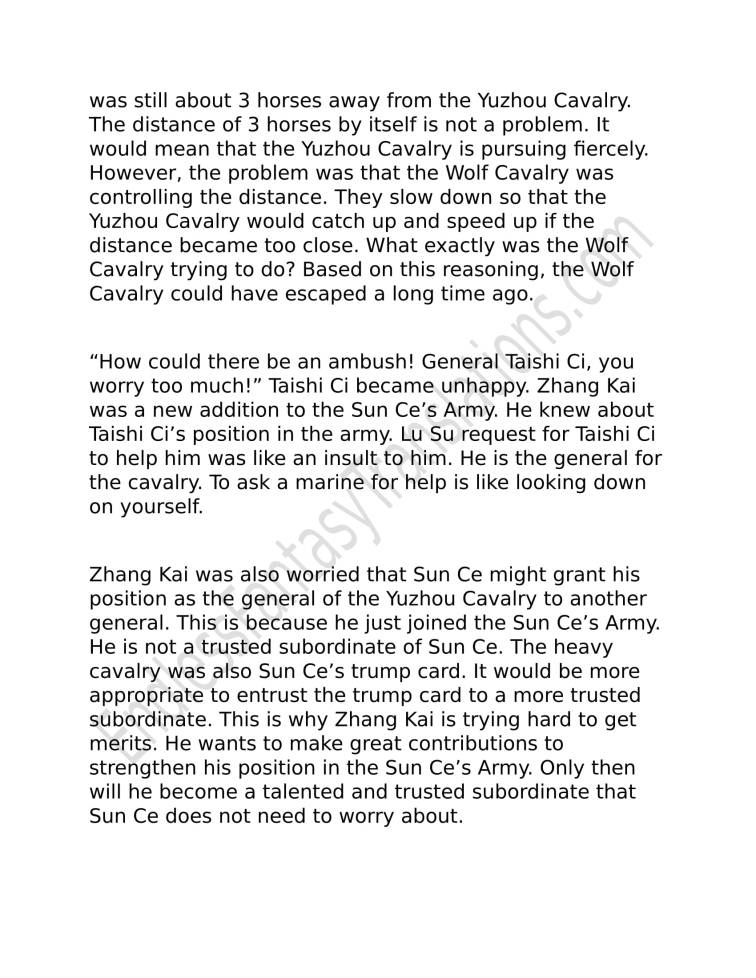 was still about 3 horses away from the Yuzhou Cavalry.
The distance of 3 horses by itself is not a problem. It
would mean that the Yuzhou Cavalry is pursuing fiercely.
However, the problem was that the Wolf Cavalry was
controlling the distance. They slow down so that the
Yuzhou Cavalry would catch up and speed up if the
distance became too close. What exactly was the Wolf
Cavalry trying to do? Based on this reasoning, the Wolf
Cavalry could have escaped a long time ago.
“How could there be an ambush! General Taishi Ci, you
worry too much!” Taishi Ci became unhappy. Zhang Kai
was a new addition to the Sun Ce’s Army. He knew about
Taishi Ci’s position in the army. Lu Su request for Taishi Ci
to help him was like an insult to him. He is the general for
the cavalry. To ask a marine for help is like looking down
on yourself.
Zhang Kai was also worried that Sun Ce might grant his
position as the general of the Yuzhou Cavalry to another
general. This is because he just joined the Sun Ce’s Army.
He is not a trusted subordinate of Sun Ce. The heavy
cavalry was also Sun Ce’s trump card. It would be more
appropriate to entrust the trump card to a more trusted
subordinate. This is why Zhang Kai is trying hard to get
merits. He wants to make great contributions to
strengthen his position in the Sun Ce’s Army. Only then
will he become a talented and trusted subordinate that
Sun Ce does not need to worry about.
EndlessFantasyTranslations.com